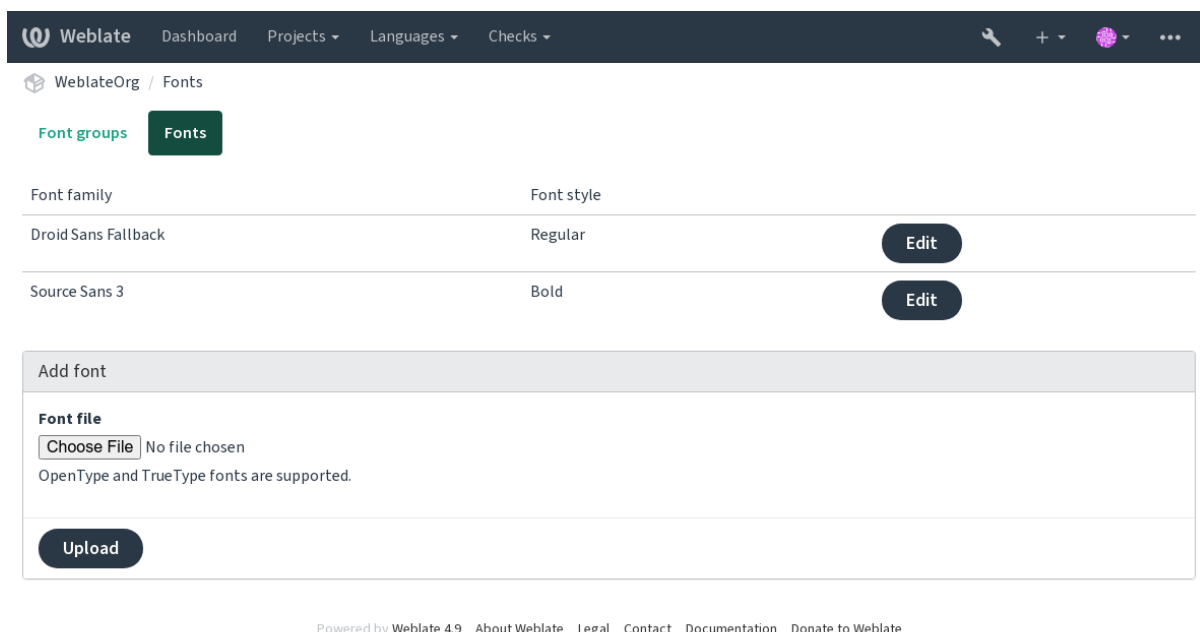 Weblate Dashboard Projects Languages Checks
WeblateOrg / Fonts
Font groups Fonts
Font family Font style
Droid Sans Fallback Regular Edit
Source Sans 3 Bold Edit
Add font
Font file
Choose File No file chosen
OpenType and TrueType fonts are supported.
Upload
Powered by Weblate 4.9 About Weblate Legal Contact Documentation Donate to Weblate